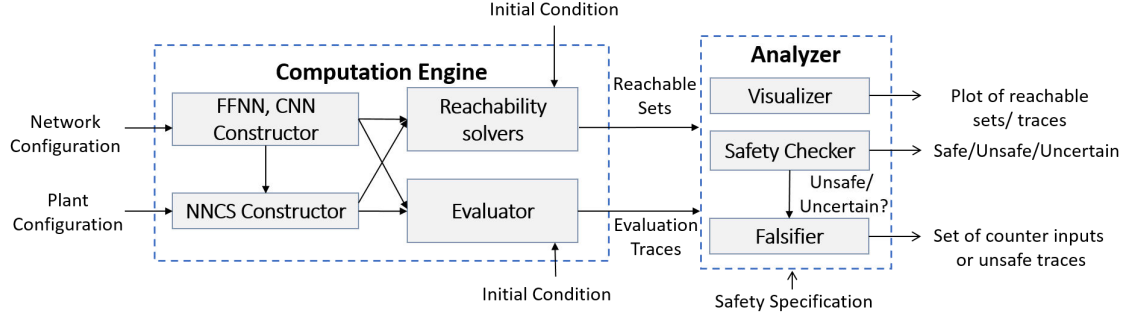 Initial Condition
Computation Engine
Analyzer
Network
Configuration
FFNN, CNN
Constructor
Reachability
solvers
Reachable
Sets
Visualizer
Plot of reachable
sets/ traces
Safety Checker
Safe/Unsafe/Uncertain
Unsafe/
Uncertain?
Plant
Configuration
NNCS Constructor
Evaluator
Evaluation
Traces
Falsifier
Set of counter inputs
or unsafe traces
Initial Condition
Safety Specification